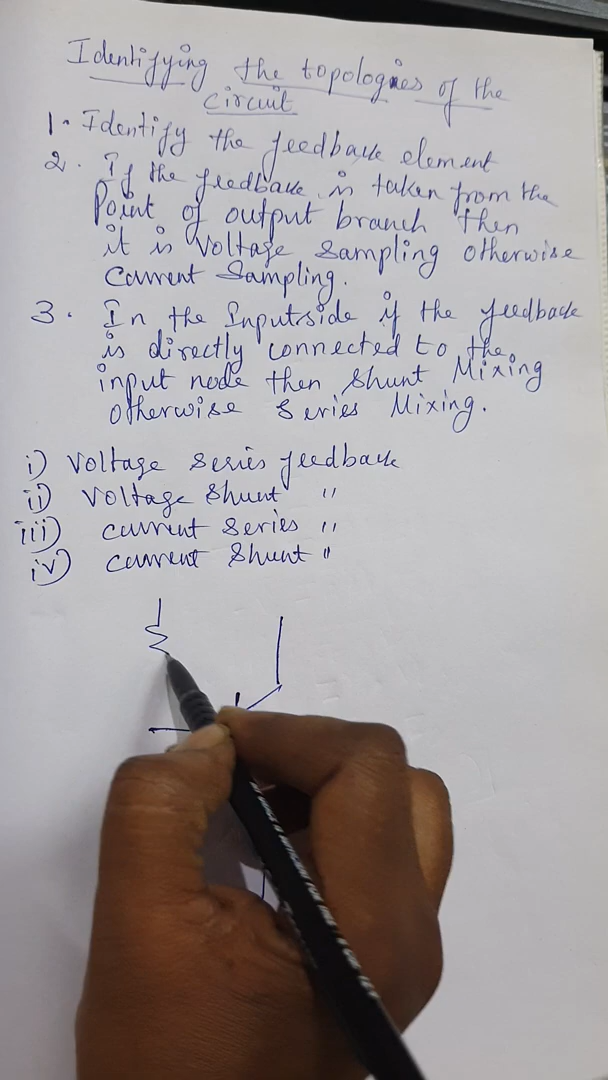 Identifying the topologies of the
circuit
1. Identify the feedback element
2. If the feedback is taken from the
Point of output branch then
it is Voltage Sampling otherwise
Current Sampling.
3. In the Inputside if the feedback
is directly connected to the
input node then Shunt Mixing
otherwise Series Mixing.
i) Voltage series feedback
ii) Voltage Shunt "
iii) current series "
iv) current Shunt "